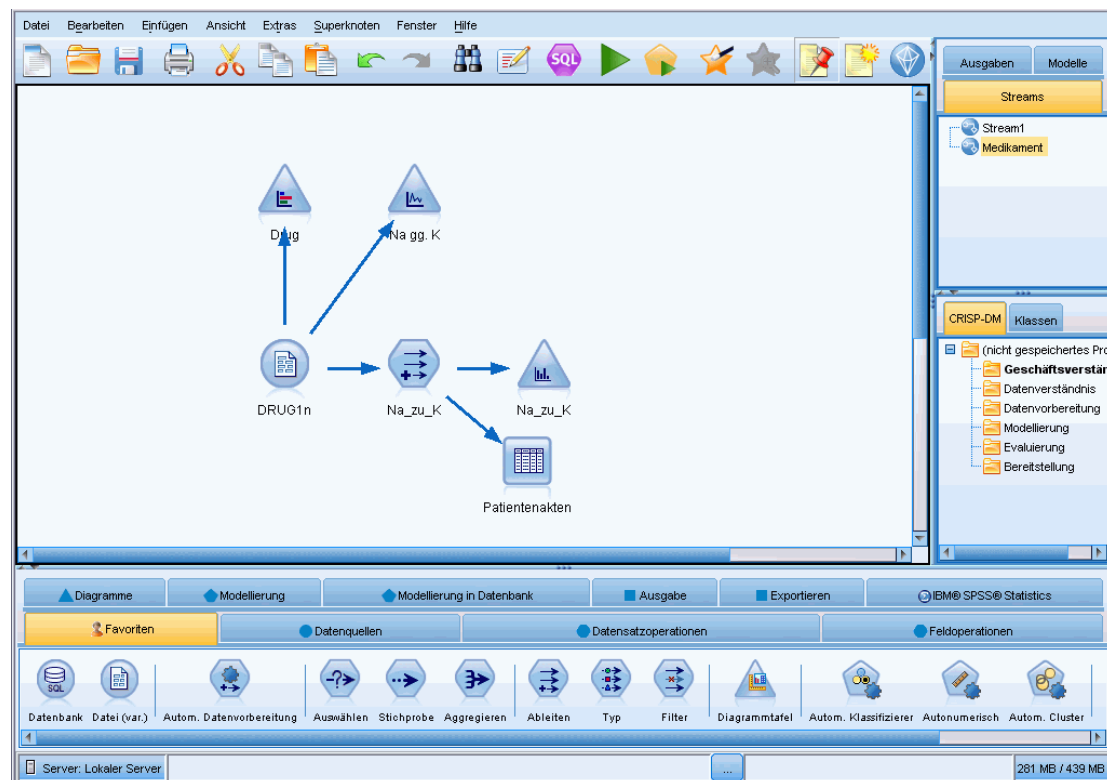 Datei Bearbeiten Einfügen Ansicht Extras Superknoten Fenster Hilfe
SQL
Ausgaben Modelle
Streams
Stream1
Medikament
Drug Na gg. K
DRUG1n Na_zu_K Na_zu_K
Patientenakten
CRISP-DM Klassen
(nicht gespeichertes Pro
Geschäftsverstär
Datenverständnis
Datenvorbereitung
Modellierung
Evaluierung
Bereitstellung
Diagramme Modellierung Modellierung in Datenbank Ausgabe Exportieren IBM® SPSS® Statistics
Favoriten Datenquellen Datensatzoperationen Feldoperationen
SQL
Datenbank Datei (var.) Autom. Datenvorbereitung Auswählen Stichprobe Aggregieren Ableiten Typ Filter Diagrammtafel Autom. Klassifizierer Autonumerisch Autom. Cluster
Server: Lokaler Server ... 281 MB / 439 MB